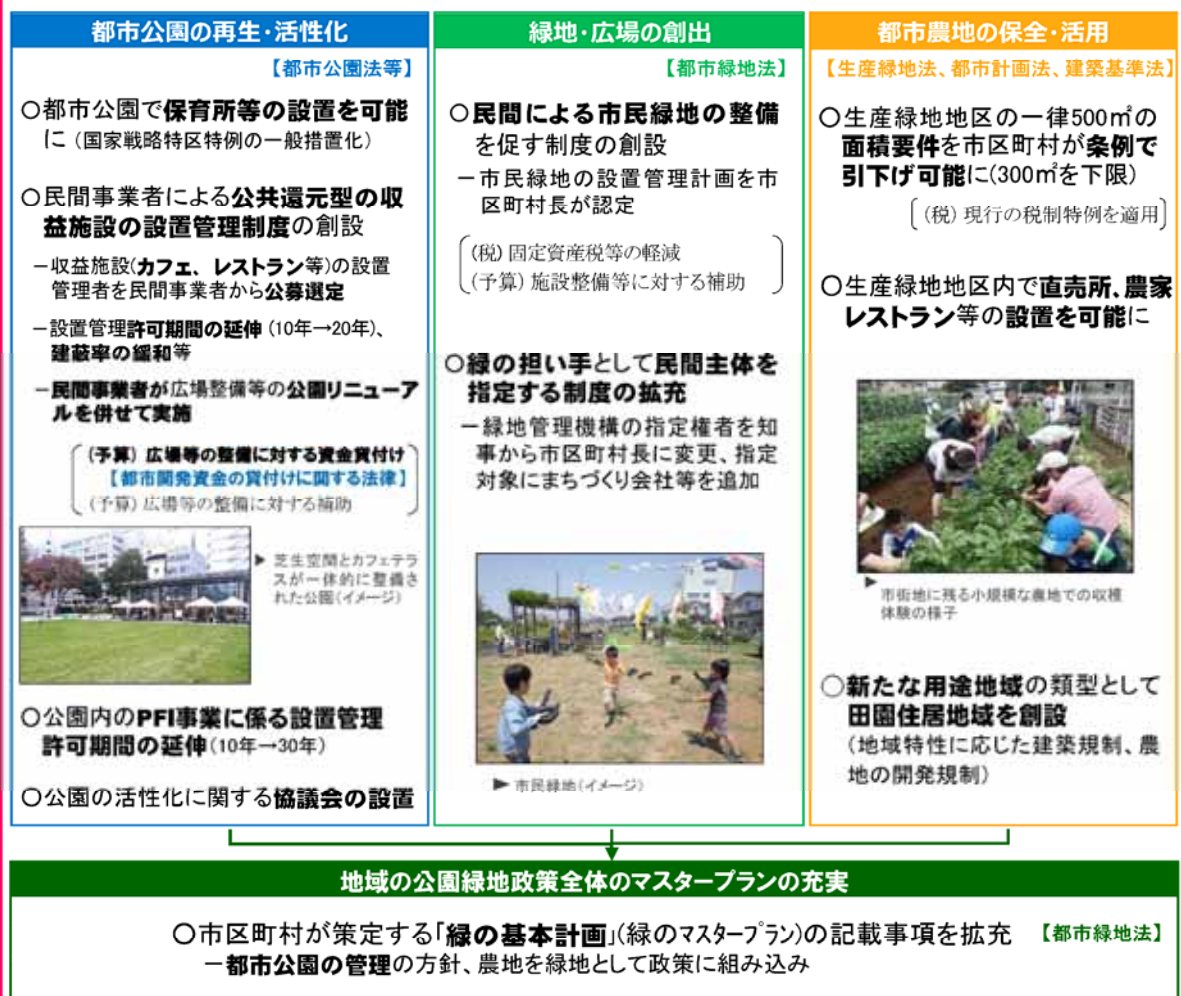 都市公園の再生・活性化
【都市公園法等】
○都市公園で保育所等の設置を可能
に（国家戦略特区特例の一般措置化）
○民間事業者による公共還元型の収
益施設の設置管理制度の創設
－収益施設(カフェ、レストラン等)の設置
管理者を民間事業者から公募選定
－設置管理許可期間の延伸（10年→20年）、
建蔽率の緩和等
－民間事業者が広場整備等の公園リニューア
ルを併せて実施
(予算) 広場等の整備に対する資金貸付け
【都市開発資金の貸付けに関する法律】
(予算) 広場等の整備に対する補助
▶ 芝生空間とカフェテラ
スが一体的に整備さ
れた公園(イメージ)
○公園内のPFI事業に係る設置管理
許可期間の延伸(10年→30年)
○公園の活性化に関する協議会の設置
緑地・広場の創出
【都市緑地法】
○民間による市民緑地の整備
を促す制度の創設
－市民緑地の設置管理計画を市
区町村長が認定
(税) 固定資産税等の軽減
(予算) 施設整備等に対する補助
○緑の担い手として民間主体を
指定する制度の拡充
－緑地管理機構の指定権者を知
事から市区町村長に変更、指定
対象にまちづくり会社等を追加
▶ 市民緑地(イメージ)
都市農地の保全・活用
【生産緑地法、都市計画法、建築基準法】
○生産緑地地区の一律500㎡の
面積要件を市区町村が条例で
引下げ可能に(300㎡を下限)
(税) 現行の税制特例を適用
○生産緑地地区内で直売所、農家
レストラン等の設置を可能に
▶ 市街地に残る小規模な農地での収穫
体験の様子
○新たな用途地域の類型として
田園住居地域を創設
（地域特性に応じた建築規制、農
地の開発規制）
地域の公園緑地政策全体のマスタープランの充実
○市区町村が策定する「緑の基本計画」(緑のマスタープラン)の記載事項を拡充 【都市緑地法】
－都市公園の管理の方針、農地を緑地として政策に組み込み